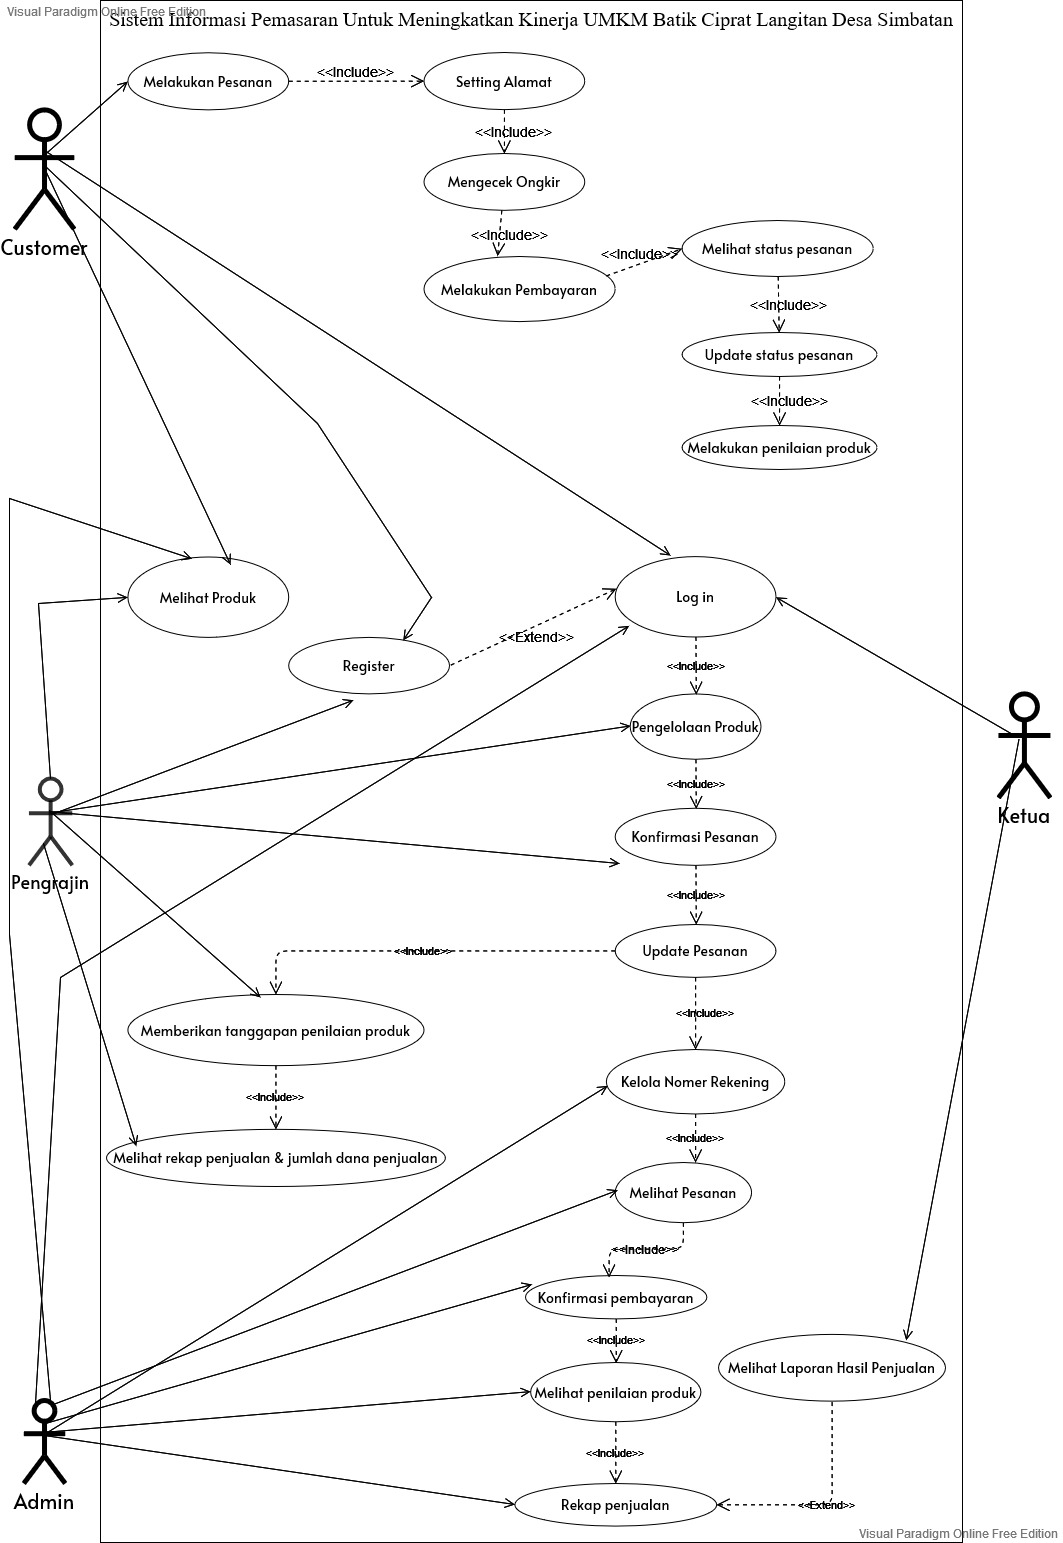 Visual Paradigm Online Free Edition
Sistem Informasi Pemasaran Untuk Meningkatkan Kinerja UMKM Batik Ciprat Langitan Desa Simbatan
Melakukan Pesanan
<<Include>>
Setting Alamat
<<Include>>
Customer
Mengecek Ongkir
<<Include>>
Melakukan Pembayaran
<<Include>>
Melihat status pesanan
<<Include>>
Update status pesanan
<<Include>>
Melakukan penilaian produk
Melihat Produk
Log in
Register
<<Extend>>
<<Include>>
Pengelolaan Produk
<<Include>>
Ketua
Konfirmasi Pesanan
Pengrajin
<<Include>>
Update Pesanan
<<Include>>
Memberikan tanggapan penilaian produk
<<Include>>
Kelola Nomer Rekening
<<Include>>
Melihat rekap penjualan & jumlah dana penjualan
<<Include>>
Melihat Pesanan
<<Include>>
Konfirmasi pembayaran
<<Include>>
Melihat Laporan Hasil Penjualan
Melihat penilaian produk
<<Include>>
Admin
Rekap penjualan
<<Extend>>
Visual Paradigm Online Free Edition